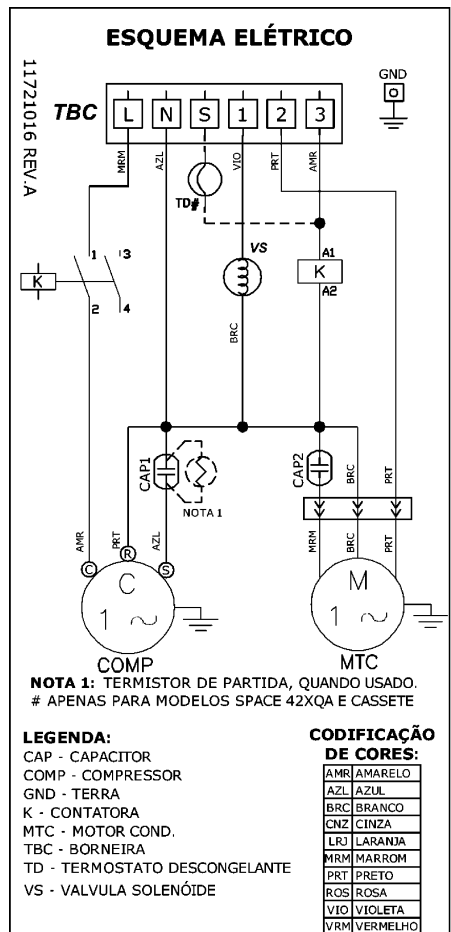 ESQUEMA ELÉTRICO
11721016 REV.A
GND
TBC L N S 1 2 3
MRM AZL VIO PRT AMR
TD#
VS
1 3
K
2 4
A1
K
A2
BRC
CAP1
NOTA 1
CAP2
BRC
PRT
AMR PRT AZL
MRM BRC PRT
C R S
C
1 ~
M
1 ~
COMP
MTC
NOTA 1: TERMISTOR DE PARTIDA, QUANDO USADO.
# APENAS PARA MODELOS SPACE 42XQA E CASSETE
LEGENDA:
CAP - CAPACITOR
COMP - COMPRESSOR
GND - TERRA
K - CONTATORA
MTC - MOTOR COND.
TBC - BORNEIRA
TD - TERMOSTATO DESCONGELANTE
VS - VALVULA SOLENÓIDE
CODIFICAÇÃO
DE CORES:
AMR AMARELO
AZL AZUL
BRC BRANCO
CNZ CINZA
LRJ LARANJA
MRM MARROM
PRT PRETO
ROS ROSA
VIO VIOLETA
VRM VERMELHO